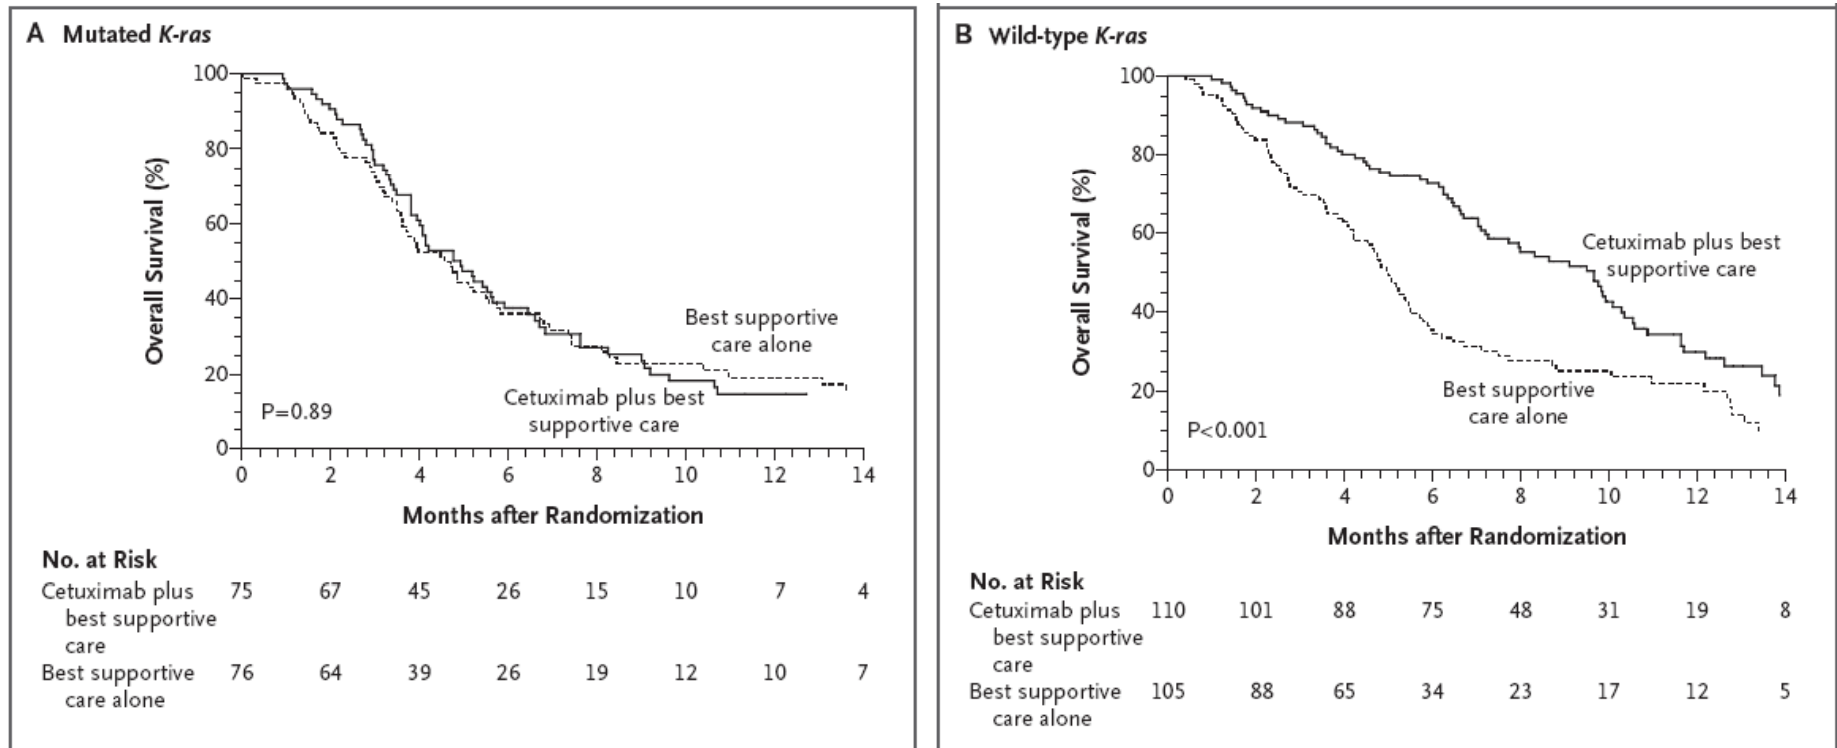 A Mutated K-ras
100
80
60
40
20
0
Overall Survival (%)
Best supportive
care alone
Cetuximab plus best
supportive care
P=0.89
0 2 4 6 8 10 12 14
Months after Randomization
No. at Risk
Cetuximab plus 75 67 45 26 15 10 7 4
best supportive
care
Best supportive 76 64 39 26 19 12 10 7
care alone
B Wild-type K-ras
100
80
60
40
20
0
Overall Survival (%)
Cetuximab plus best
supportive care
Best supportive
care alone
P<0.001
0 2 4 6 8 10 12 14
Months after Randomization
No. at Risk
Cetuximab plus 110 101 88 75 48 31 19 8
best supportive
care
Best supportive 105 88 65 34 23 17 12 5
care alone